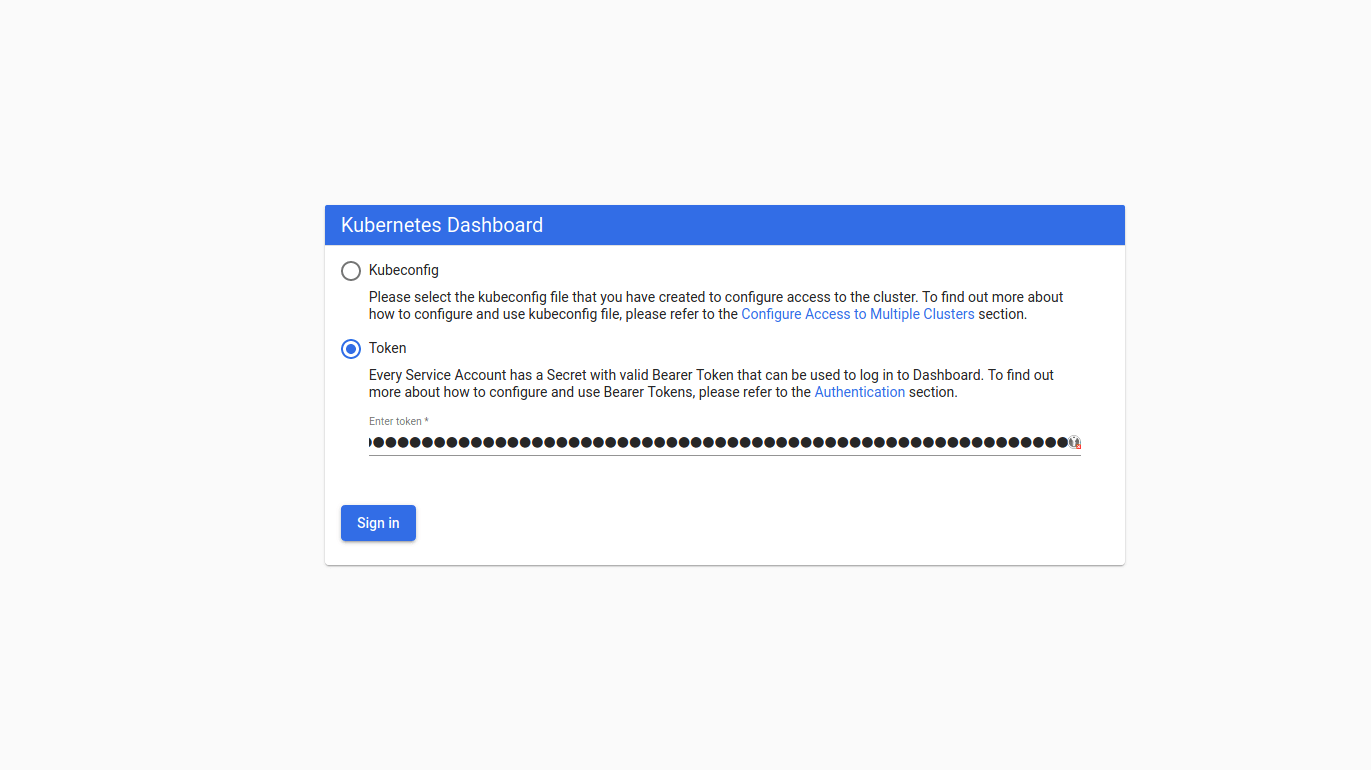 Kubernetes Dashboard
Kubeconfig
Please select the kubeconfig file that you have created to configure access to the cluster. To find out more about
how to configure and use kubeconfig file, please refer to the Configure Access to Multiple Clusters section.
Token
Every Service Account has a Secret with valid Bearer Token that can be used to log in to Dashboard. To find out
more about how to configure and use Bearer Tokens, please refer to the Authentication section.
Enter token *
Sign in